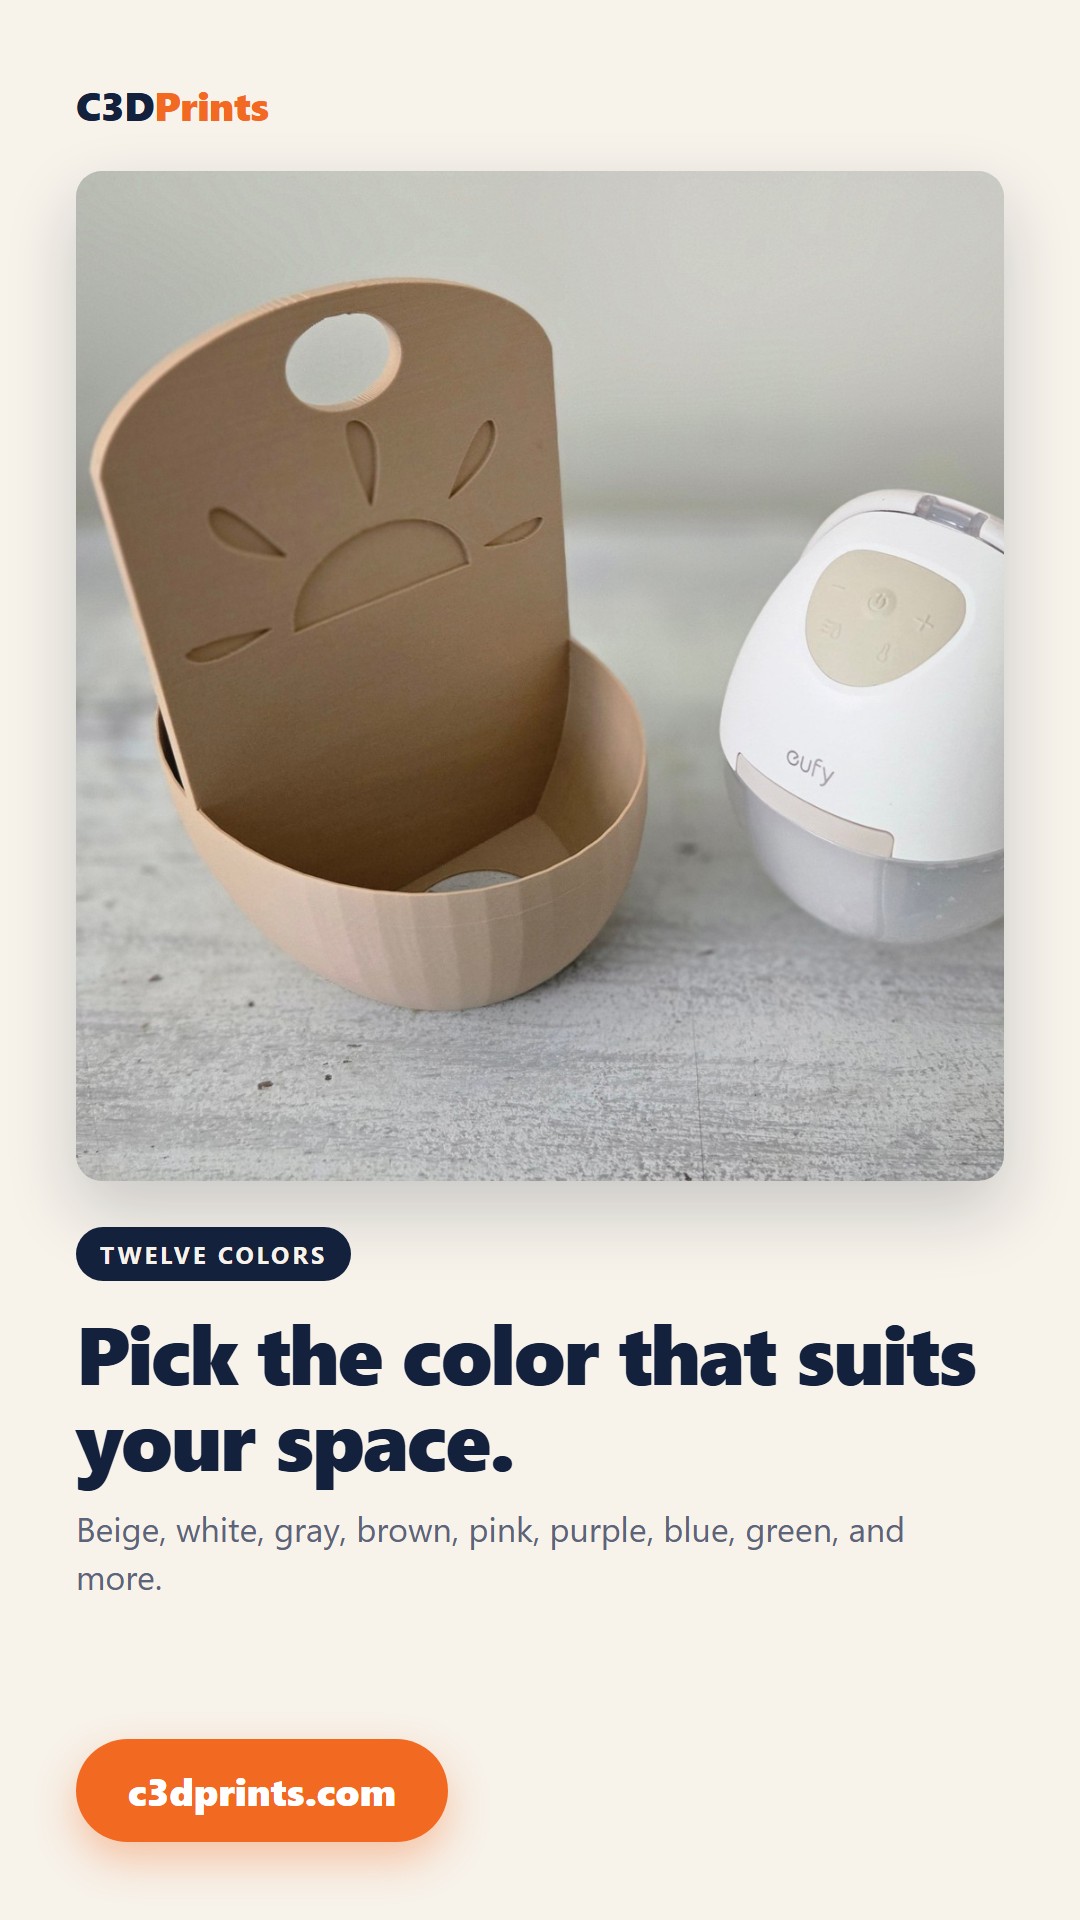 C3DPrints
eufy
TWELVE COLORS
Pick the color that suits
your space.
Beige, white, gray, brown, pink, purple, blue, green, and
more.
c3dprints.com